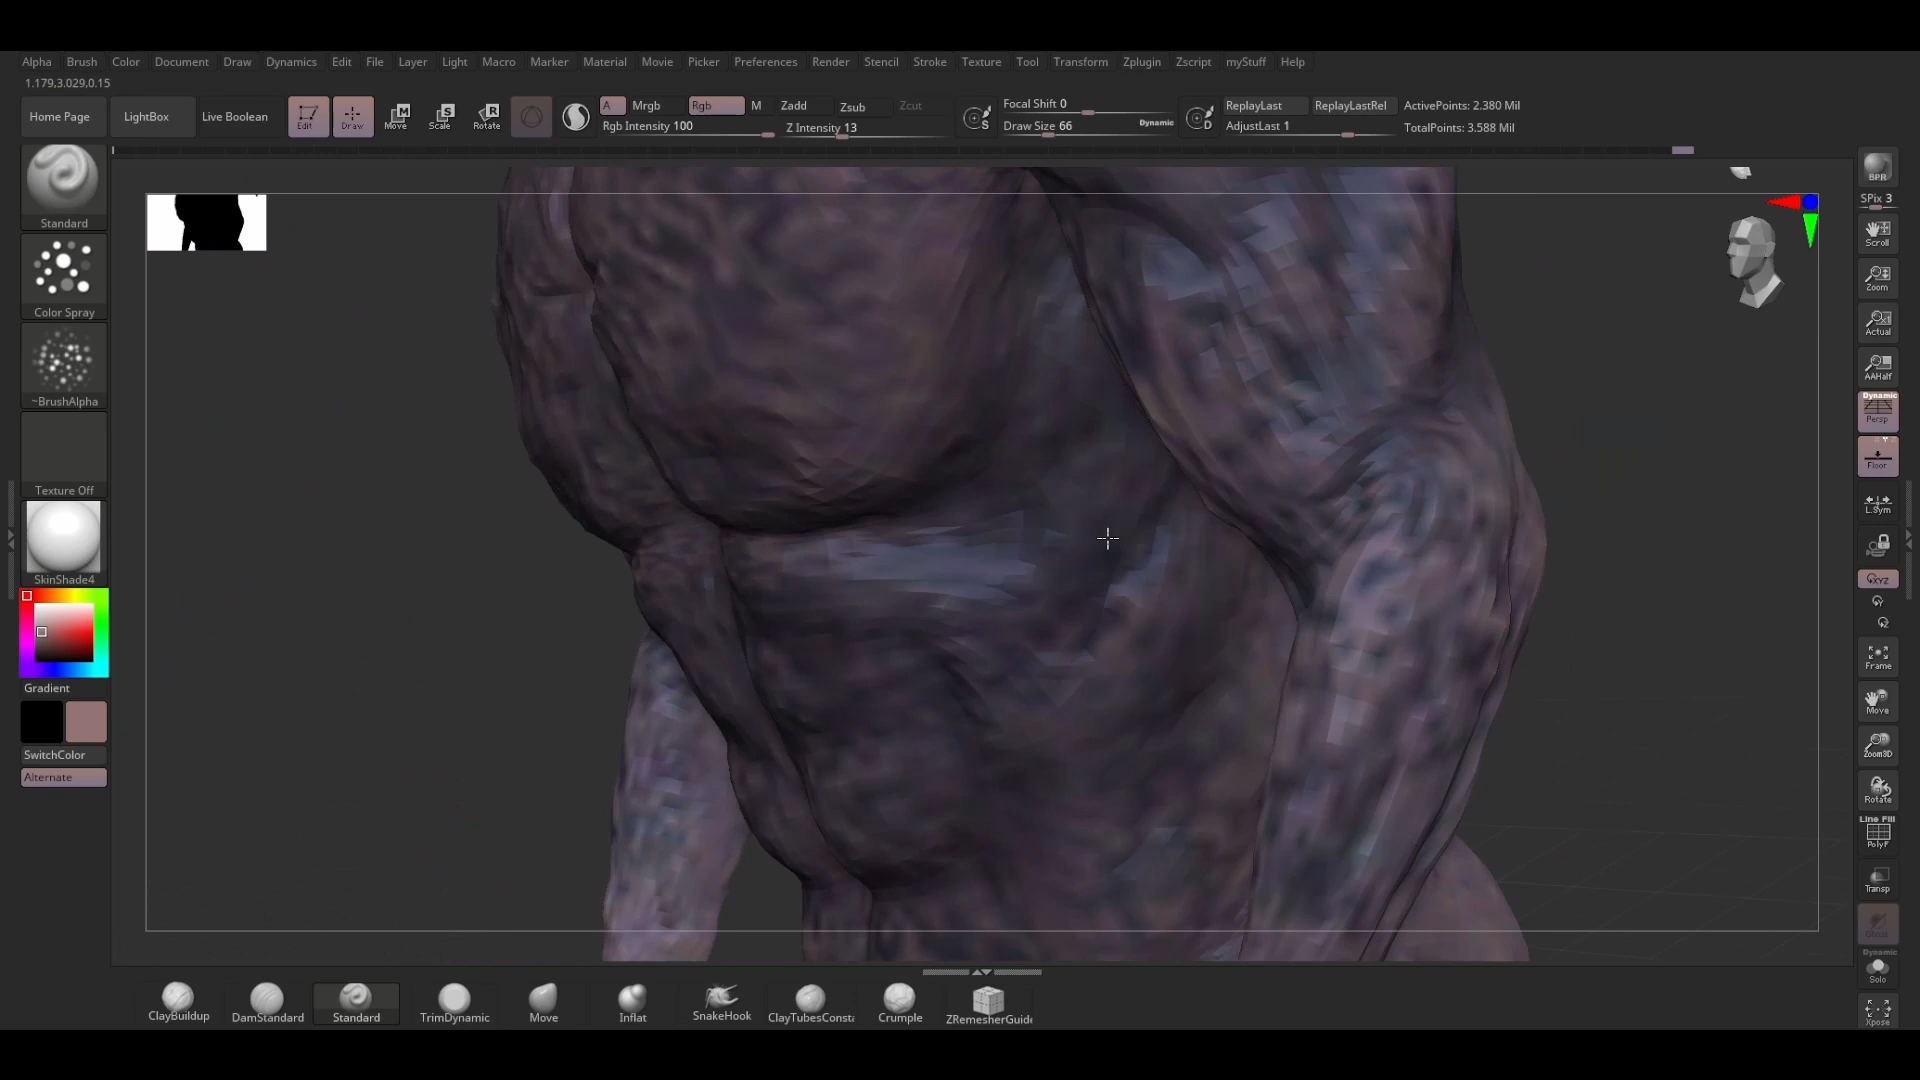 Alpha Brush Color Document Draw Dynamics Edit File Layer Light Macro Marker Material Movie Picker Preferences Render Stencil Stroke Texture Tool Transform Zplugin Zscript myStuff Help
1.179,3.029,0.15
Home Page
LightBox
Live Boolean
Edit
Draw
Move
Scale
Rotate
A
Mrgb
Rgb
M
Zadd
Zsub
Zcut
Rgb Intensity 100
Z Intensity 13
S
Focal Shift 0
Draw Size 66
Dynamic
D
ReplayLast
ReplayLastRel
AdjustLast 1
ActivePoints: 2.380 Mil
TotalPoints: 3.588 Mil
Standard
Color Spray
~BrushAlpha
Texture Off
SkinShade4
Gradient
SwitchColor
Alternate
BPR
SPix 3
Scroll
Zoom
Actual
AAHalf
Dynamic
Persp
Floor
L.Sym
XYZ
Y
Z
Frame
Move
Zoom3D
Rotate
Line Fill
PolyF
Transp
Ghost
Dynamic
Solo
Xpose
ClayBuildup
DamStandard
Standard
TrimDynamic
Move
Inflat
SnakeHook
ClayTubesConsta
Crumple
ZRemesherGuide